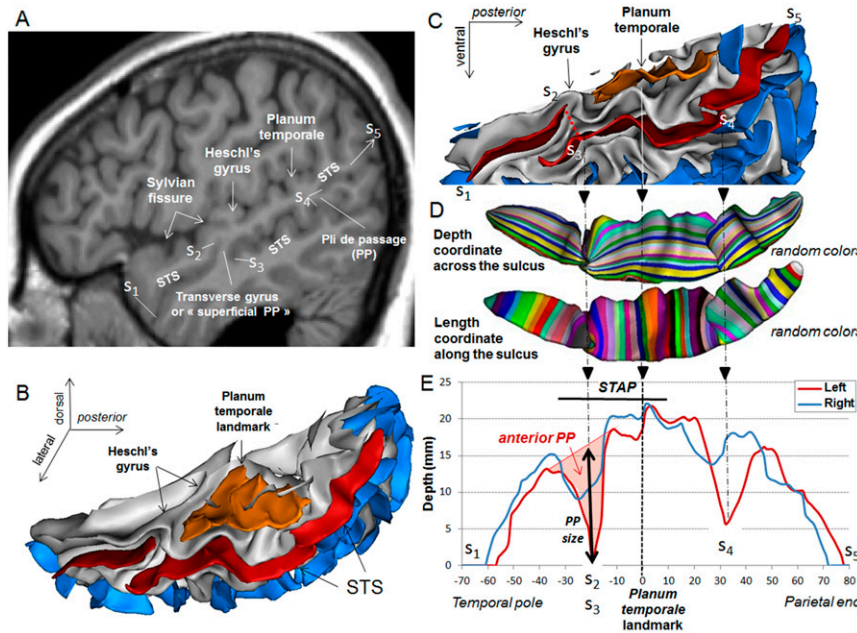 A
Planum
temporale
Heschl's
gyrus
Sylvian
fissure
S5
STS
S4
STS
Pli de passage
(PP)
S2
S3
STS
S1
Transverse gyrus
or « superficial PP »
B
dorsal
posterior
lateral
Heschl's
gyrus
Planum
temporale
landmark
STS
C
posterior
ventral
Heschl's
gyrus
Planum
temporale
S5
S2
S4
S3
S1
D
Depth
coordinate
across the sulcus
random colors
Length
coordinate
along the sulcus
random colors
E
STAP
Left
Right
anterior PP
PP
size
Depth (mm)
25
20
15
10
5
0
S1
S4
S5
-70 -60 -50 -40 -30 -20 -10 0 10 20 30 40 50 60 70 80
S2
S3
Temporal pole
Planum
temporale
landmark
Parietal end